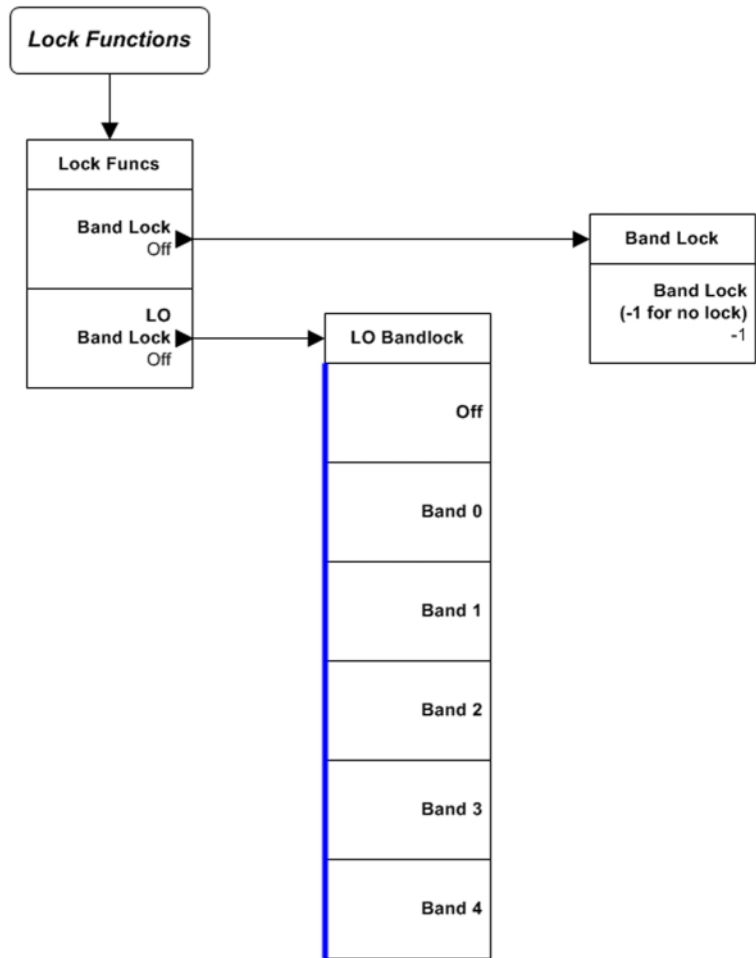 Lock Functions
Lock Funcs
Band Lock
Off
LO
Band Lock
Off
Band Lock
Band Lock
(-1 for no lock)
-1
LO Bandlock
Off
Band 0
Band 1
Band 2
Band 3
Band 4